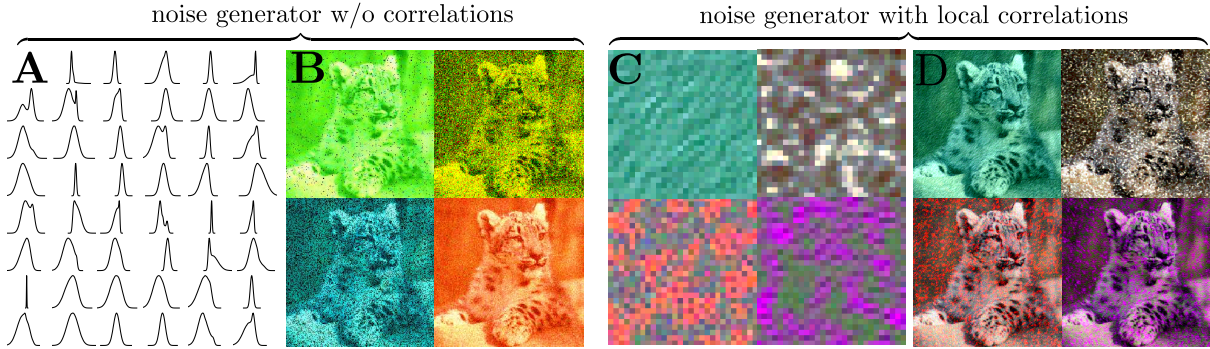 noise generator w/o correlations
noise generator with local correlations
A
B
C
D